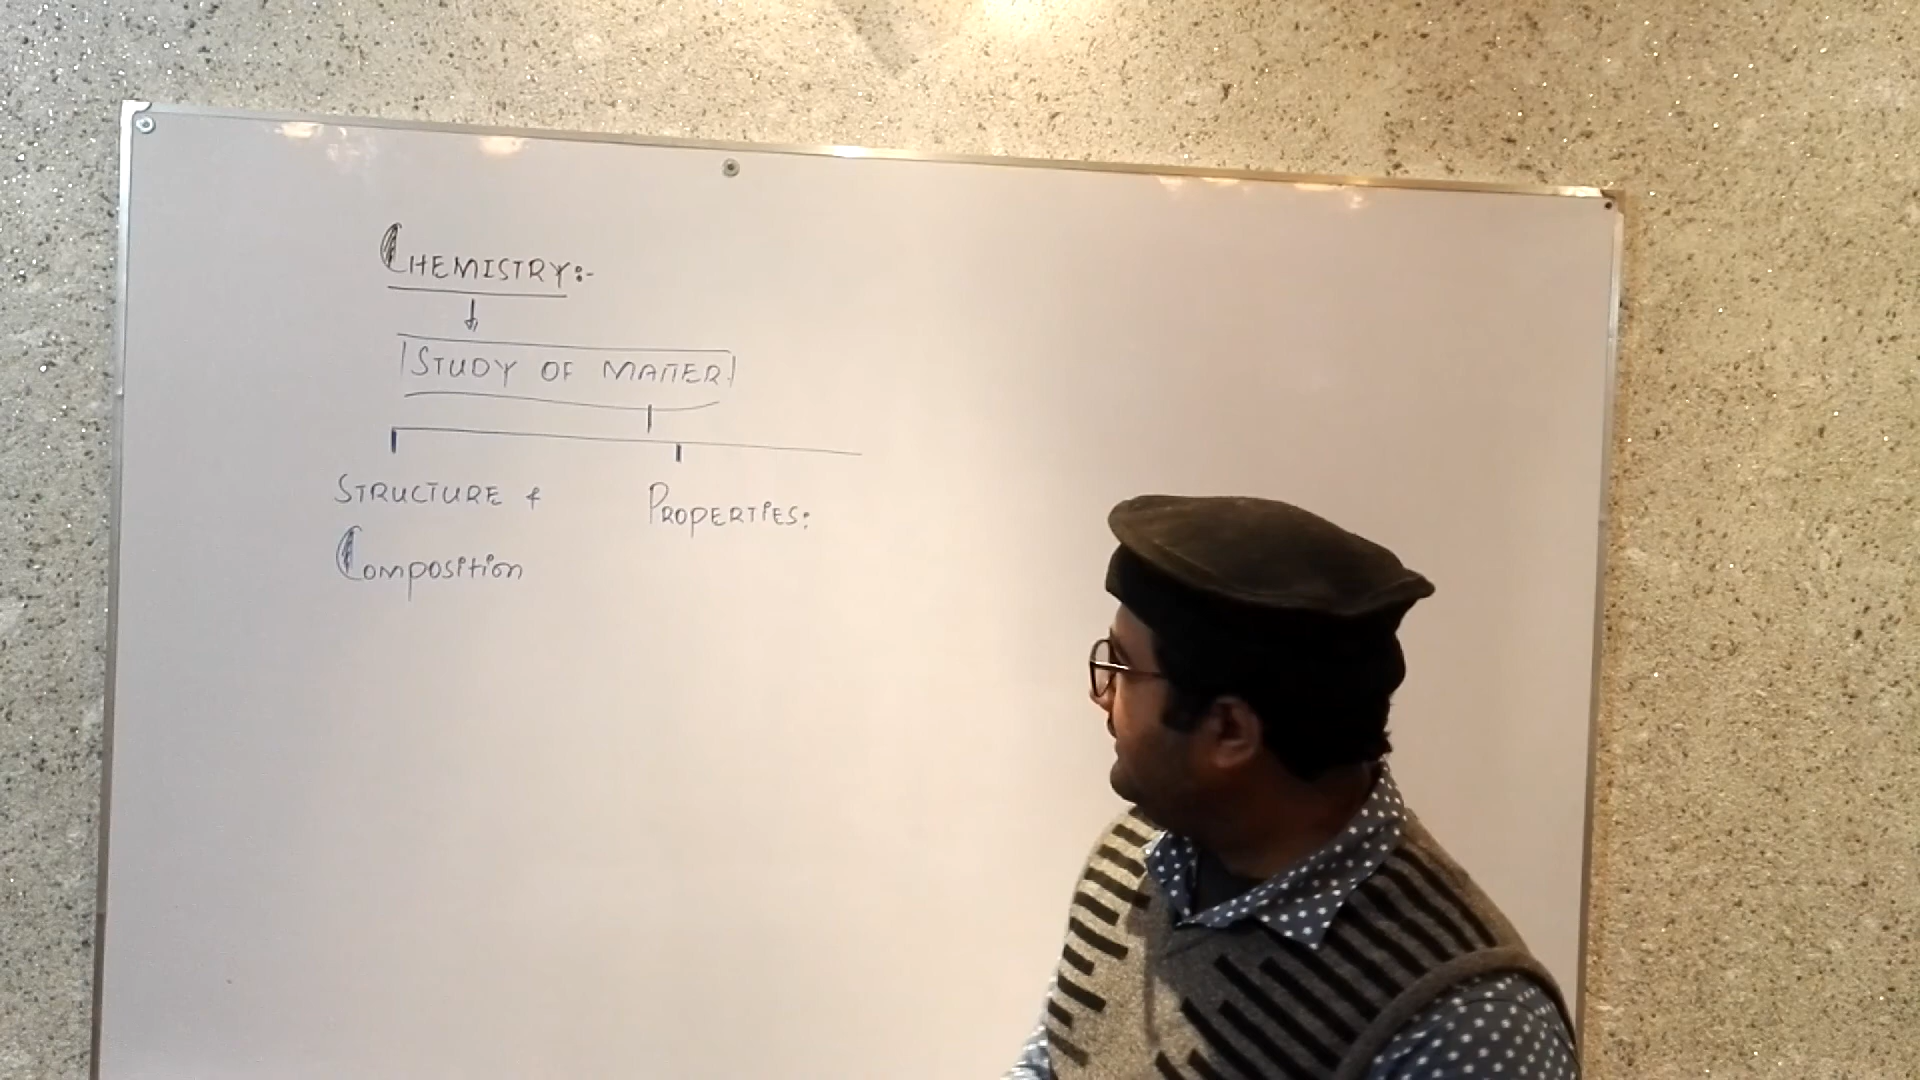 CHEMISTRY:-
STUDY OF MATTER
STRUCTURE &
Composition
PROPERTIES: